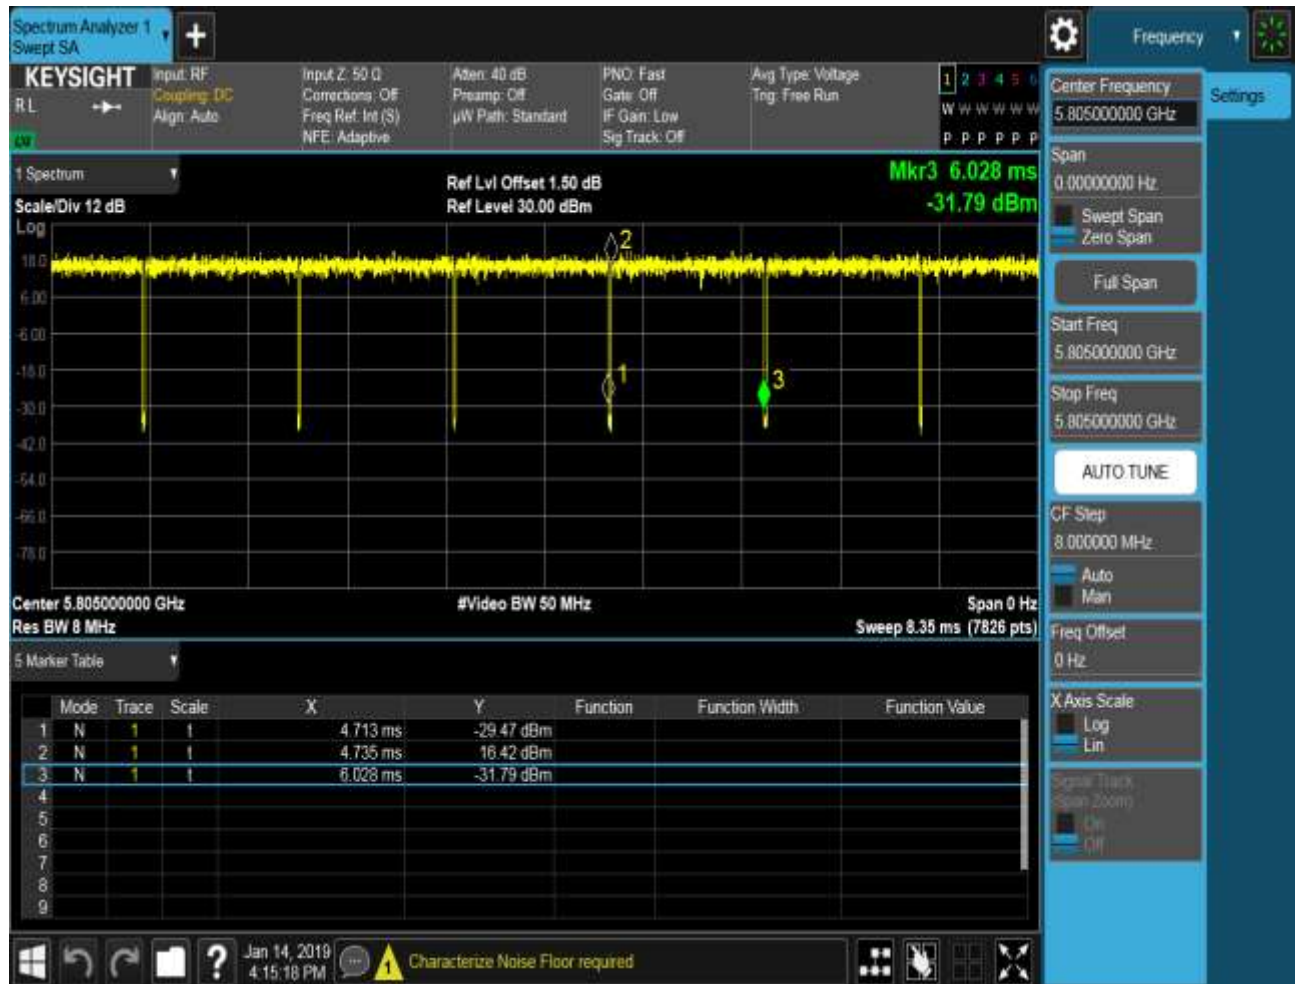 Spectrum Analyzer 1
Swept SA
Frequency
KEYSIGHT
R L
Input: RF
Coupling: DC
Align: Auto
Input Z: 50 Ω
Corrections: Off
Freq Ref: Int (S)
NFE: Adaptive
Atten: 40 dB
Preamp: Off
µW Path: Standard
PNO: Fast
Gate: Off
IF Gain: Low
Sig Track: Off
Avg Type: Voltage
Trig: Free Run
1 2 3 4 5 6
W W W W W W
P P P P P P
Center Frequency
5.805000000 GHz
Settings
Span
0.00000000 Hz
Swept Span
Zero Span
Full Span
Start Freq
5.805000000 GHz
Stop Freq
5.805000000 GHz
AUTO TUNE
CF Step
8.000000 MHz
Auto
Man
Freq Offset
0 Hz
X Axis Scale
Log
Lin
Signal Track
(Span Zoom)
On
Off
1 Spectrum
Scale/Div 12 dB
Log
Ref Lvl Offset 1.50 dB
Ref Level 30.00 dBm
Mkr3 6.028 ms
-31.79 dBm
18.0
6.00
-6.00
-18.0
-30.0
-42.0
-54.0
-66.0
-78.0
2
1
3
Center 5.805000000 GHz
Res BW 8 MHz
#Video BW 50 MHz
Span 0 Hz
Sweep 8.35 ms (7826 pts)
5 Marker Table
Mode Trace Scale X Y Function Function Width Function Value
1 N 1 t 4.713 ms -29.47 dBm
2 N 1 t 4.735 ms 16.42 dBm
3 N 1 t 6.028 ms -31.79 dBm
4
5
6
7
8
9
Jan 14, 2019
4:15:18 PM
1
Characterize Noise Floor required